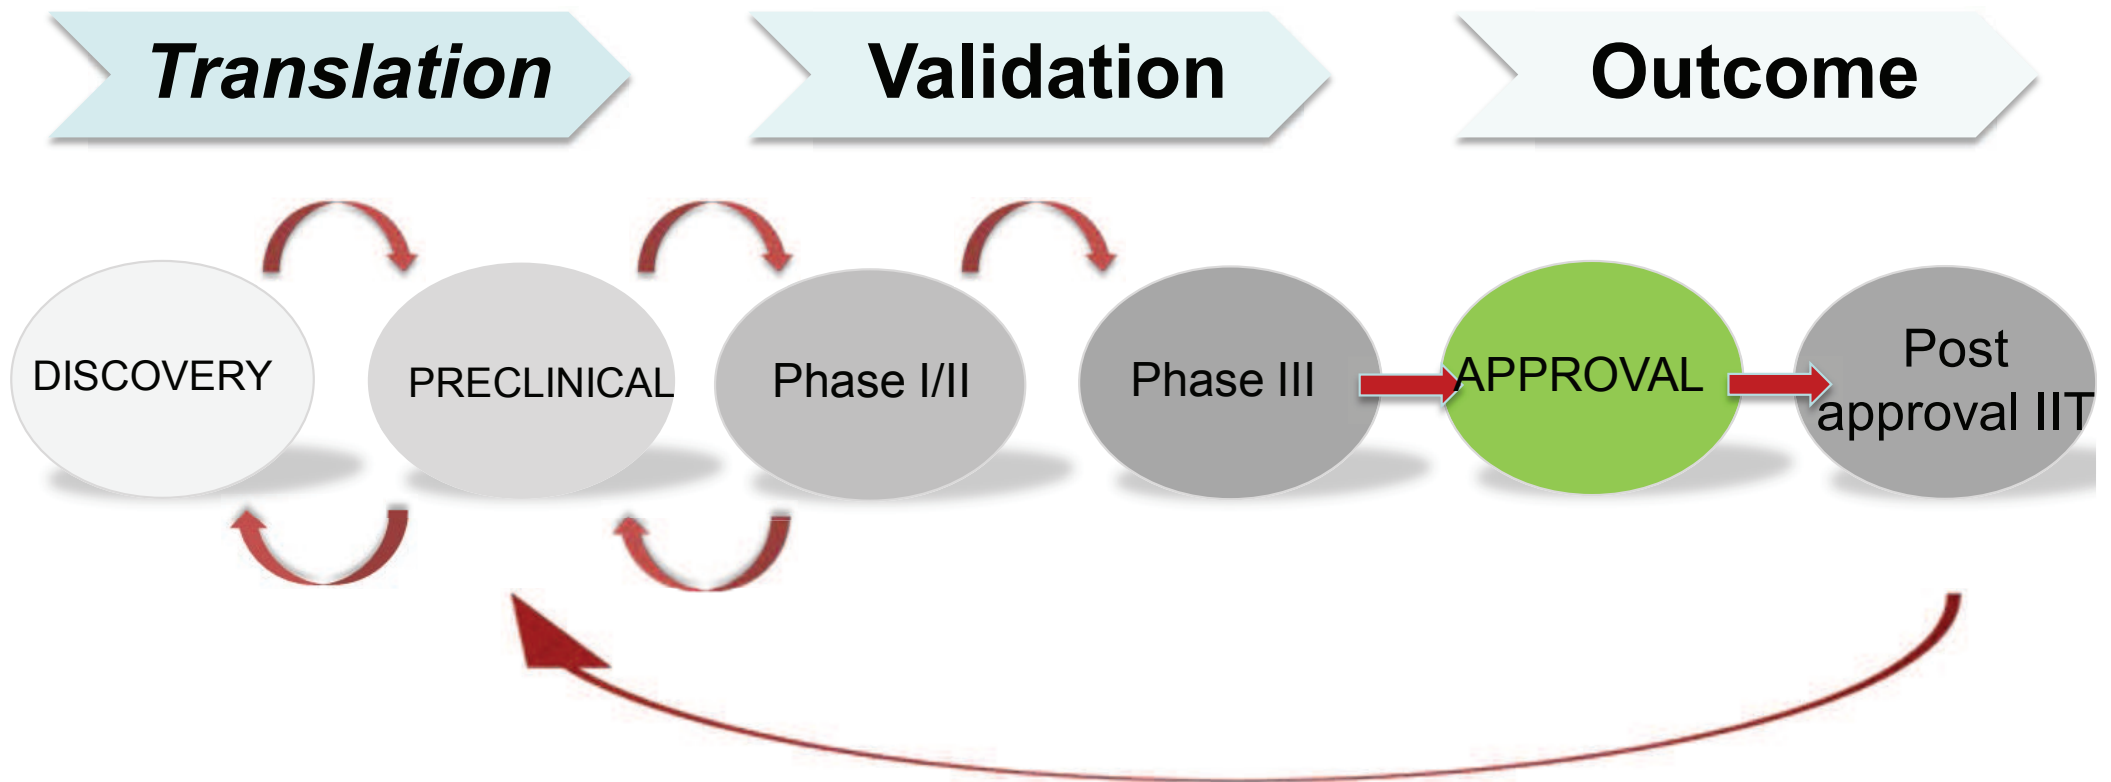 Translation
Validation
Outcome
DISCOVERY
PRECLINICAL
Phase I/II
Phase III
APPROVAL
Post
approval IIT